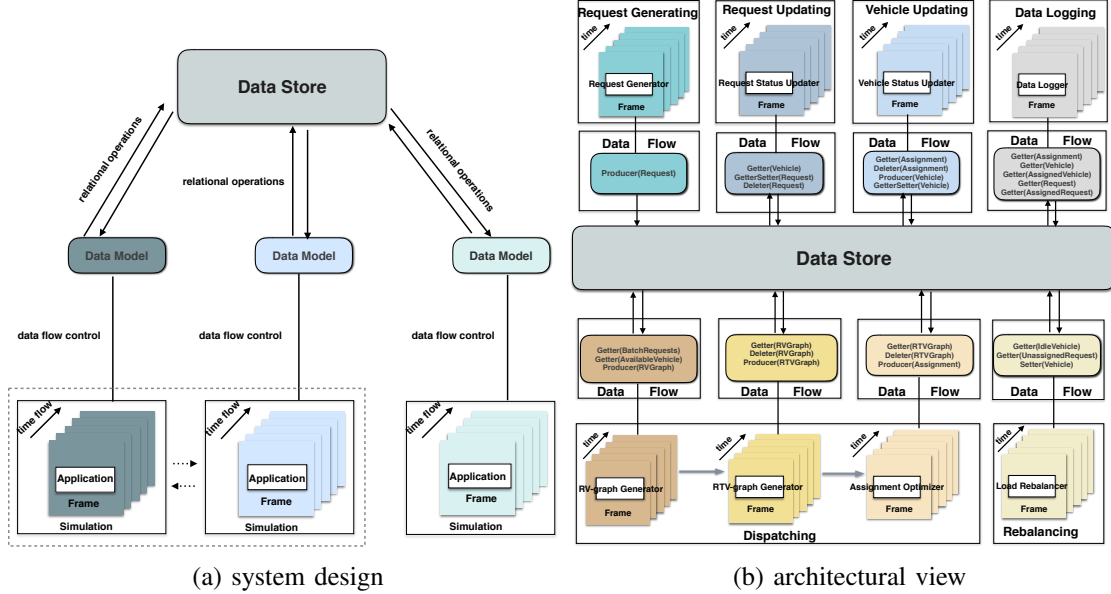 Data Store
relational operations
relational operations
relational operations
Data Model
Data Model
Data Model
data flow control
data flow control
data flow control
time flow
Application
Frame
Simulation
time flow
Application
Frame
Simulation
time flow
Application
Frame
Simulation
(a) system design
Request Generating
time
Request Generator
Frame
Data Flow
Producer(Request)
Request Updating
time
Request Status Updater
Frame
Data Flow
Getter(Vehicle)
GetterSetter(Request)
Deleter(Request)
Vehicle Updating
time
Vehicle Status Updater
Frame
Data Flow
Getter(Assignment)
Deleter(Assignment)
Producer(Vehicle)
GetterSetter(Vehicle)
Data Logging
time
Data Logger
Frame
Data Flow
Getter(Assignment)
Getter(Vehicle)
Getter(AssignedVehicle)
Getter(Request)
Getter(AssignedRequest)
Data Store
Getter(BatchRequests)
Getter(AvailableVehicle)
Producer(RVGraph)
Data Flow
time
RV-graph Generator
Frame
Getter(RVGraph)
Deleter(RVGraph)
Producer(RTVGraph)
Data Flow
time
RTV-graph Generator
Frame
Getter(RTVGraph)
Deleter(RTVGraph)
Producer(Assignment)
Data Flow
time
Assignment Optimizer
Frame
Dispatching
Getter(IdleVehicle)
Getter(UnassignedRequest)
Setter(Vehicle)
Data Flow
time
Load Rebalancer
Frame
Rebalancing
(b) architectural view